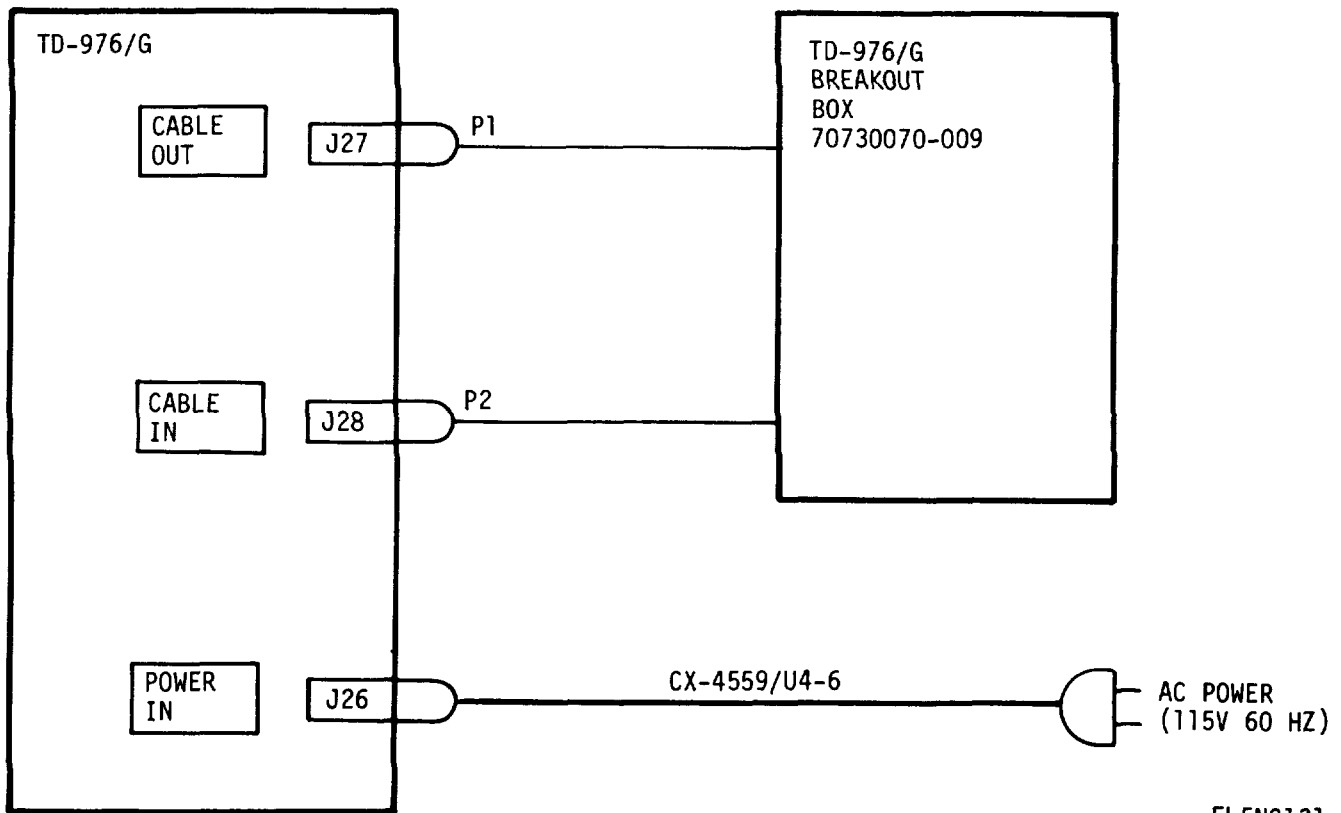 TD-976/G
CABLE
OUT
J27
P1
TD-976/G
BREAKOUT
BOX
70730070-009
CABLE
IN
J28
P2
POWER
IN
J26
CX-4559/U4-6
AC POWER
(115V 60 HZ)